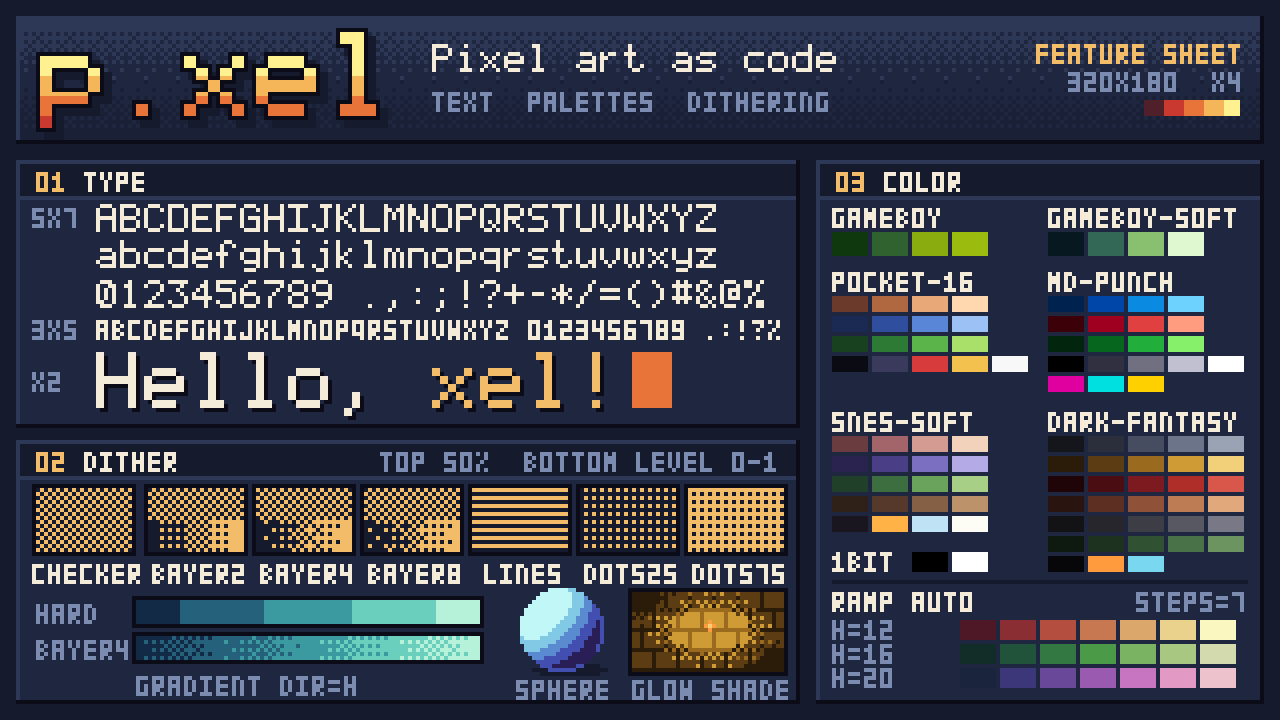 p.xel
Pixel art as code
TEXT PALETTES DITHERING
FEATURE SHEET
320X180 X4
01 TYPE
5X7 ABCDEFGHIJKLMNOPQRSTUVWXYZ
abcdefghijklmnopqrstuvwxyz
0123456789 .,:;!?+-*/=()#&@%
3X5 ABCDEFGHIJKLMNOPQRSTUVWXYZ 0123456789 .:!?%
X2 Hello, xel!
02 DITHER TOP 50% BOTTOM LEVEL 0-1
CHECKER BAYER2 BAYER4 BAYER8 LINES DOTS25 DOTS75
HARD
BAYER4
GRADIENT DIR=H
SPHERE GLOW SHADE
03 COLOR
GAMEBOY GAMEBOY-SOFT
POCKET-16 MD-PUNCH
SNES-SOFT DARK-FANTASY
1BIT
RAMP AUTO STEPS=7
H=12
H=16
H=20